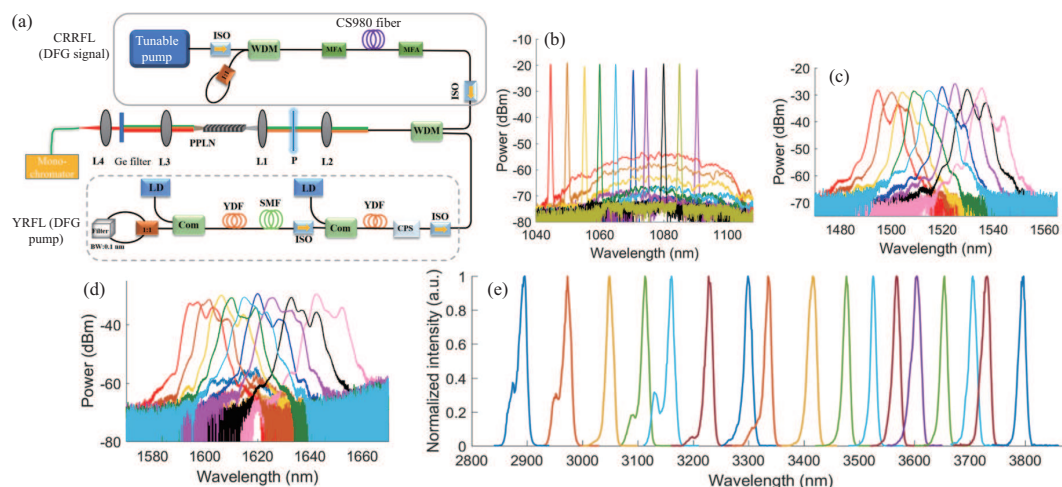 (a)
CRRFL
(DFG signal)
Tunable
pump
ISO
1:1
WDM
MFA
CS980 fiber
MFA
ISO
WDM
L4
Ge filter
L3
PPLN
L1
P
L2
Mono-
chromator
YRFL (DFG
pump)
LD
Filter
BW:0.1 nm
1:1
Com
YDF
SMF
LD
ISO
Com
YDF
CPS
ISO
(b)
Power (dBm)
-10
-20
-30
-40
-50
-60
-70
-80
1040
1060
1080
1100
Wavelength (nm)
(c)
Power (dBm)
-20
-30
-40
-50
-60
-70
1480
1500
1520
1540
1560
Wavelength (nm)
(d)
Power (dBm)
-40
-60
-80
1580
1600
1620
1640
1660
Wavelength (nm)
(e)
Normalized intensity (a.u.)
1.0
0.8
0.6
0.4
0.2
0
2800
2900
3000
3100
3200
3300
3400
3500
3600
3700
3800
Wavelength (nm)